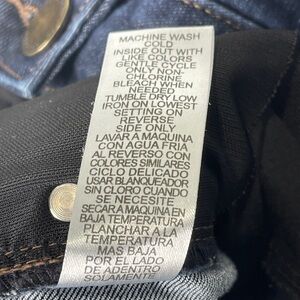 MACHINE WASH
COLD
INSIDE OUT WITH
LIKE COLORS
GENTLE CYCLE
ONLY NON-
CHLORINE
BLEACH WHEN
NEEDED
TUMBLE DRY LOW
IRON ON LOWEST
SETTING ON
REVERSE
SIDE ONLY
LAVAR A MAQUINA
CON AGUA FRIA
AL REVERSO CON
COLORES SIMILARES
CICLO DELICADO
USAR BLANQUEADOR
SIN CLORO CUANDO
SE NECESITE
SECAR A MAQUINA EN
BAJA TEMPERATURA
PLANCHAR A LA
TEMPERATURA
MAS BAJA
POR EL LADO
DE ADENTRO
SOLAMENTE